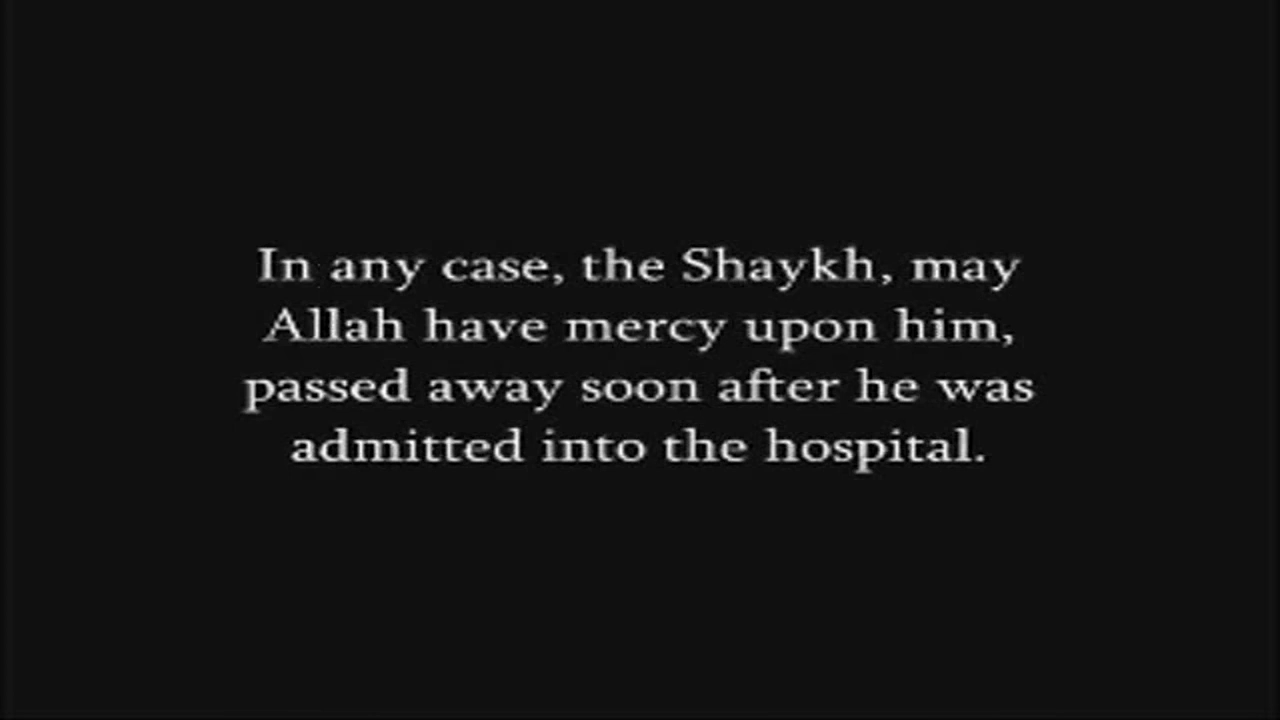 In any case, the Shaykh, may
Allah have mercy upon him,
passed away soon after he was
admitted into the hospital.